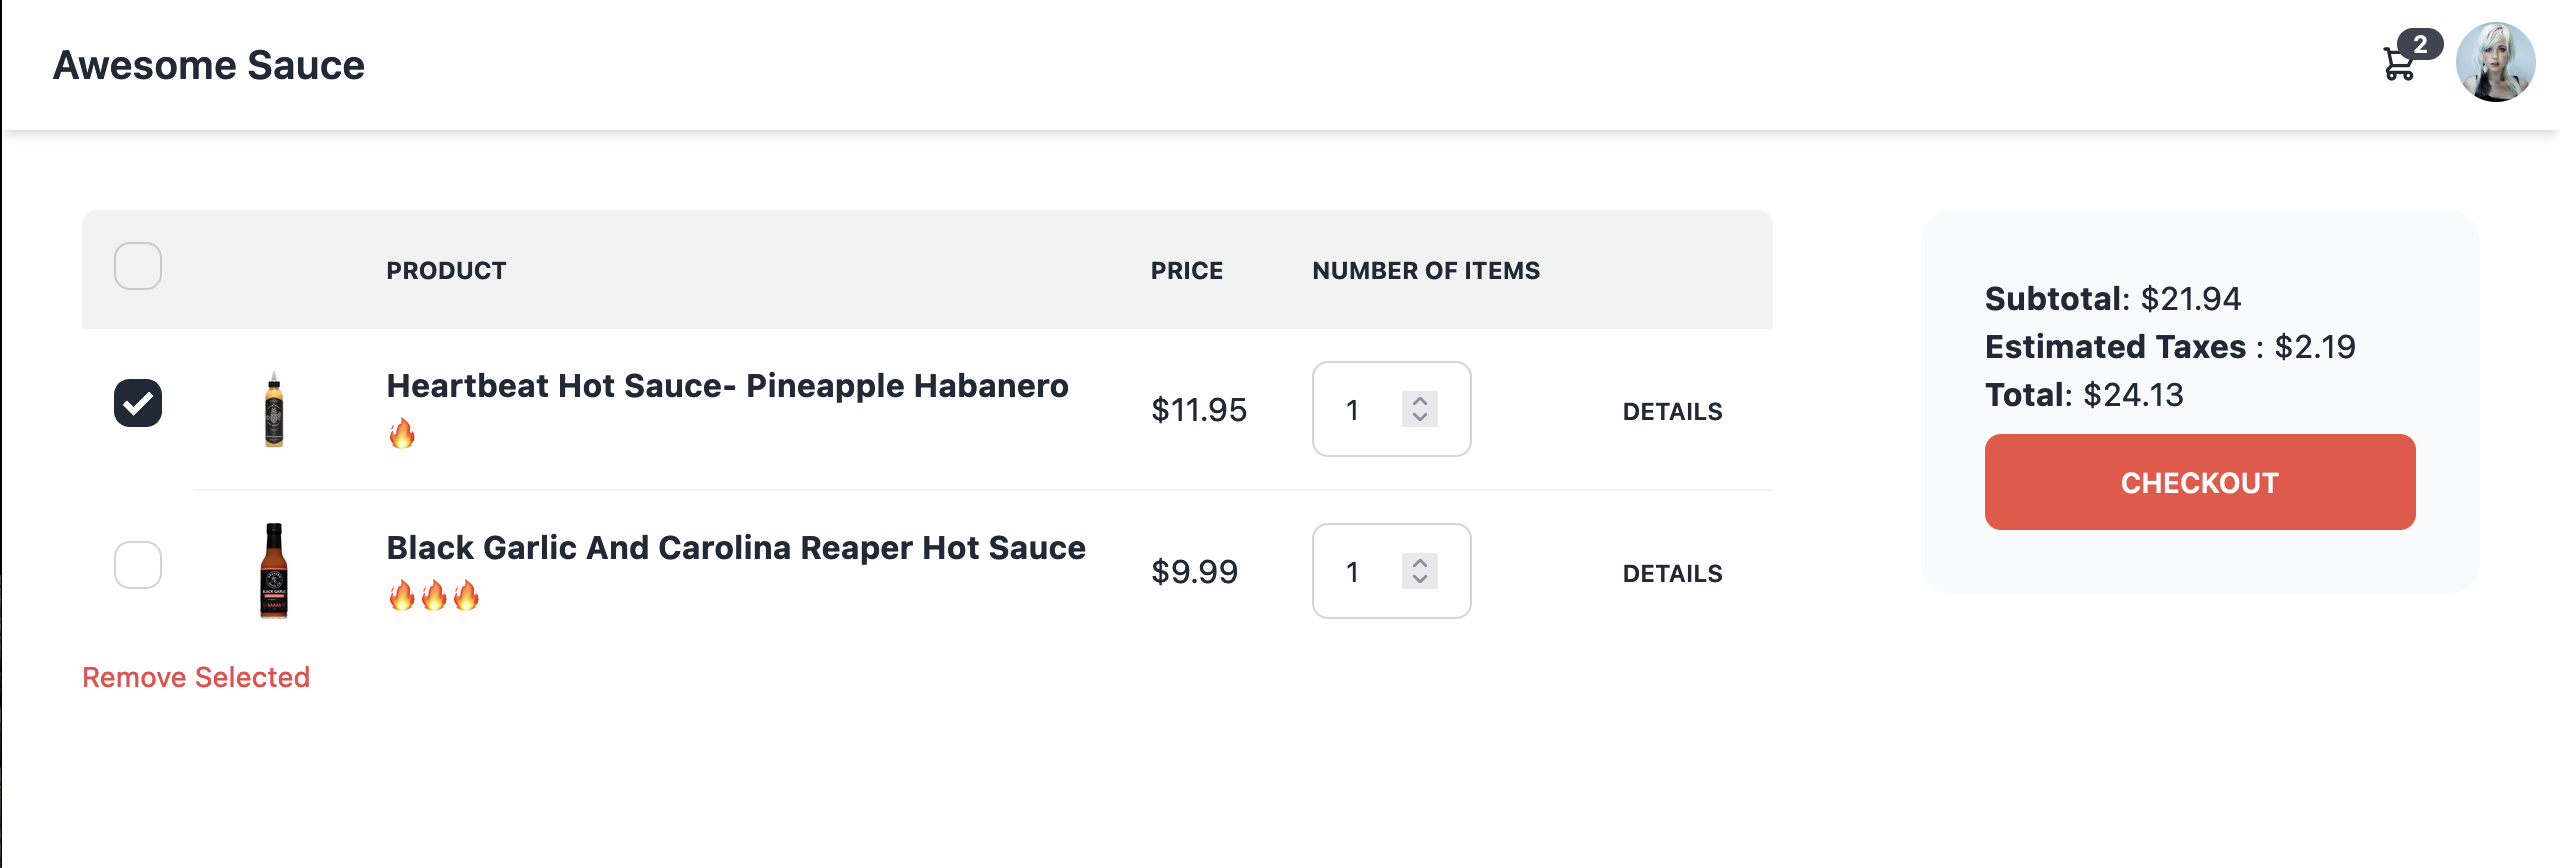 Awesome Sauce
2
PRODUCT PRICE NUMBER OF ITEMS
Heartbeat Hot Sauce- Pineapple Habanero
$11.95 1 DETAILS
Black Garlic And Carolina Reaper Hot Sauce
$9.99 1 DETAILS
Remove Selected
Subtotal: $21.94
Estimated Taxes : $2.19
Total: $24.13
CHECKOUT